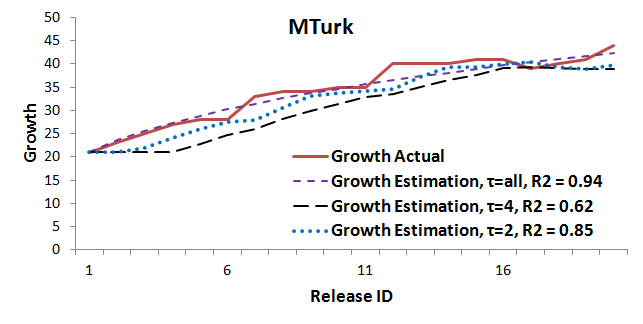 MTurk
50
45
40
35
30
25
20
15
10
5
0
Growth
Growth Actual
Growth Estimation, τ=all, R2 = 0.94
Growth Estimation, τ=4, R2 = 0.62
Growth Estimation, τ=2, R2 = 0.85
1 6 11 16
Release ID